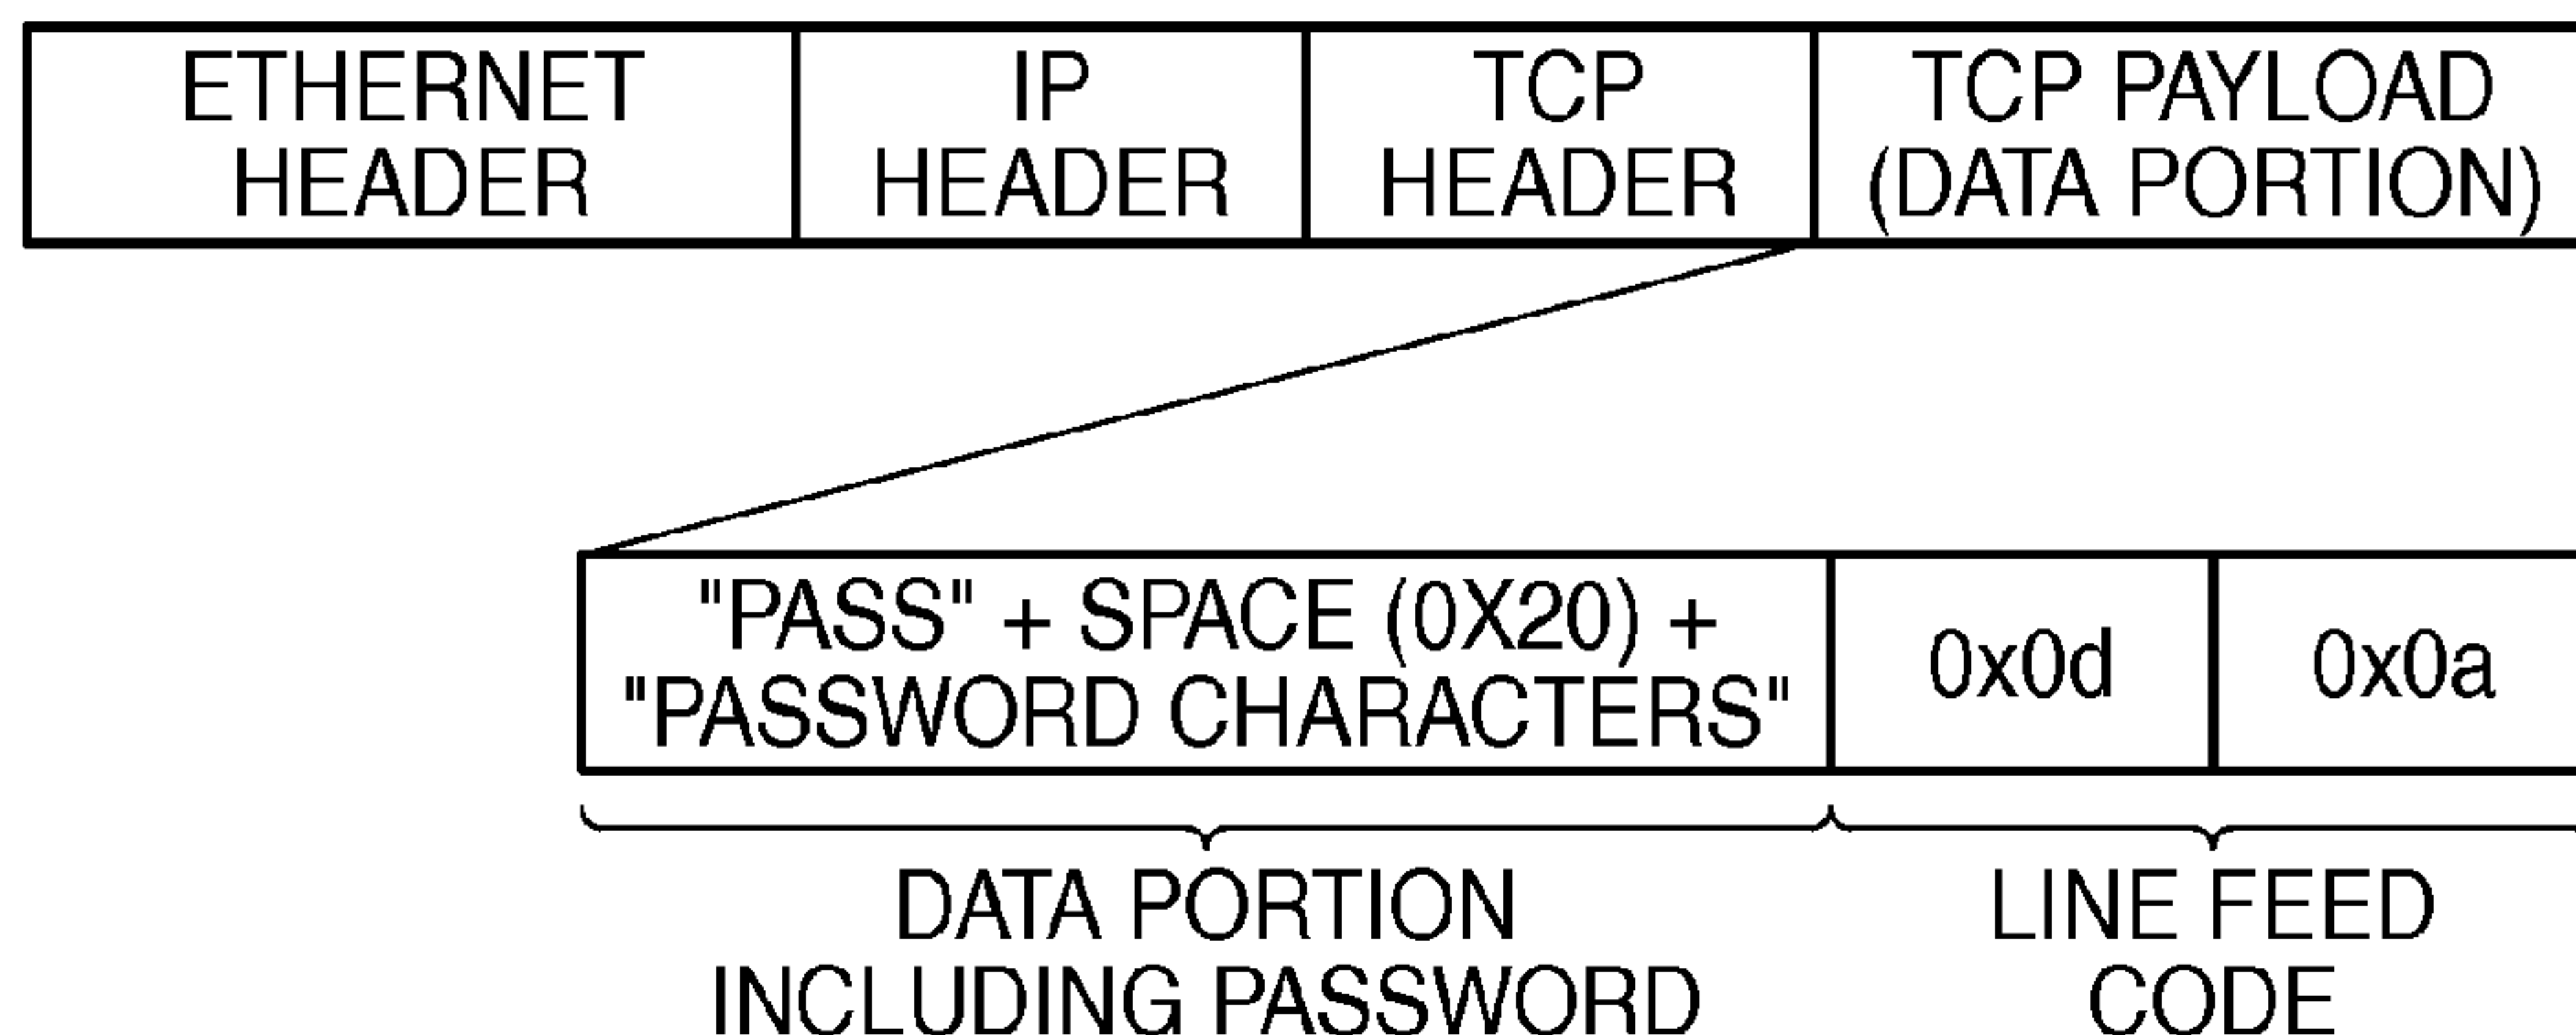 ETHERNET
HEADER
IP
HEADER
TCP
HEADER
TCP PAYLOAD
(DATA PORTION)
"PASS" + SPACE (0X20) +
"PASSWORD CHARACTERS"
0x0d
0x0a
DATA PORTION
INCLUDING PASSWORD
LINE FEED
CODE